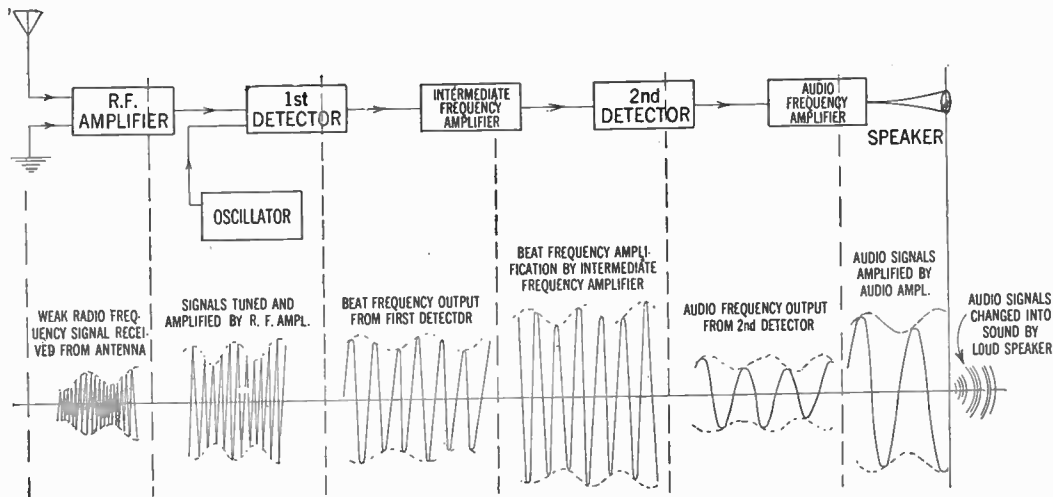 R.F.
AMPLIFIER
1st
DETECTOR
INTERMEDIATE
FREQUENCY
AMPLIFIER
2nd
DETECTOR
AUDIO
FREQUENCY
AMPLIFIER
SPEAKER
OSCILLATOR
WEAK RADIO FREQ-
UENCY SIGNAL RECEI-
VED FROM ANTENNA
SIGNALS TUNED AND
AMPLIFIED BY R. F. AMPL.
BEAT FREQUENCY OUTPUT
FROM FIRST DETECTOR
BEAT FREQUENCY AMPLI-
FICATION BY INTERMEDIATE
FREQUENCY AMPLIFIER
AUDIO FREQUENCY OUTPUT
FROM 2nd DETECTOR
AUDIO SIGNALS
AMPLIFIED BY
AUDIO AMPL.
AUDIO SIGNALS
CHANGED INTO
SOUND BY
LOUD SPEAKER